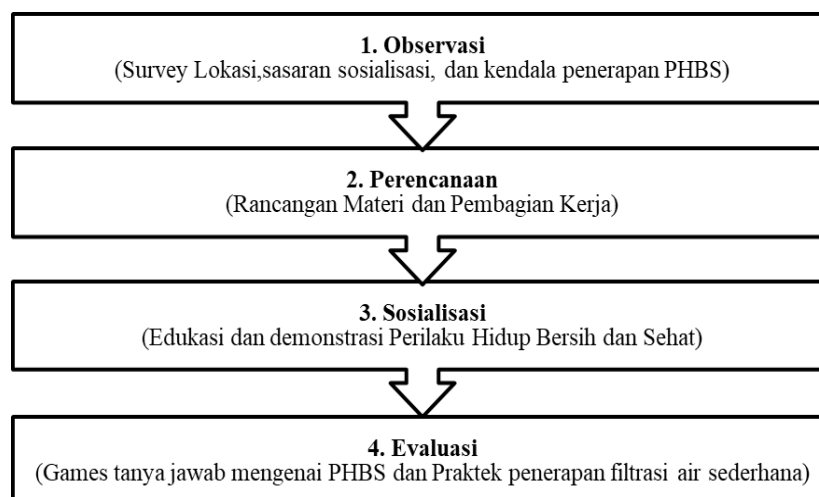 1. Observasi
(Survey Lokasi,sasaran sosialisasi, dan kendala penerapan PHBS)
2. Perencanaan
(Rancangan Materi dan Pembagian Kerja)
3. Sosialisasi
(Edukasi dan demonstrasi Perilaku Hidup Bersih dan Sehat)
4. Evaluasi
(Games tanya jawab mengenai PHBS dan Praktek penerapan filtrasi air sederhana)